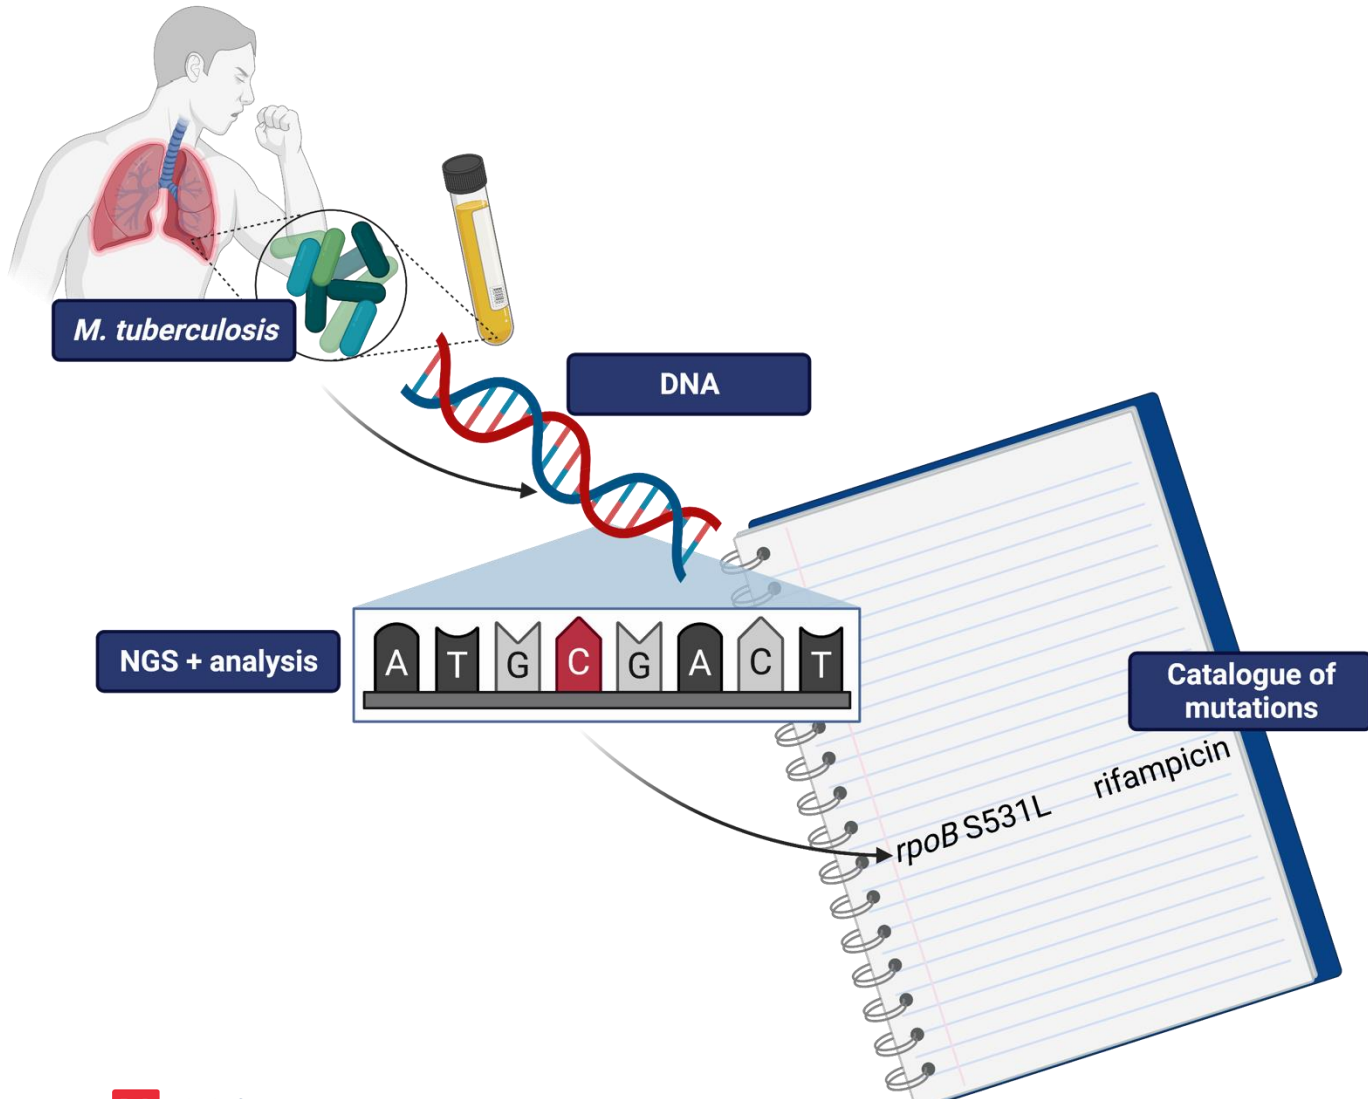 M. tuberculosis
DNA
NGS + analysis
A T G C G A C T
Catalogue of
mutations
rpoB S531L rifampicin